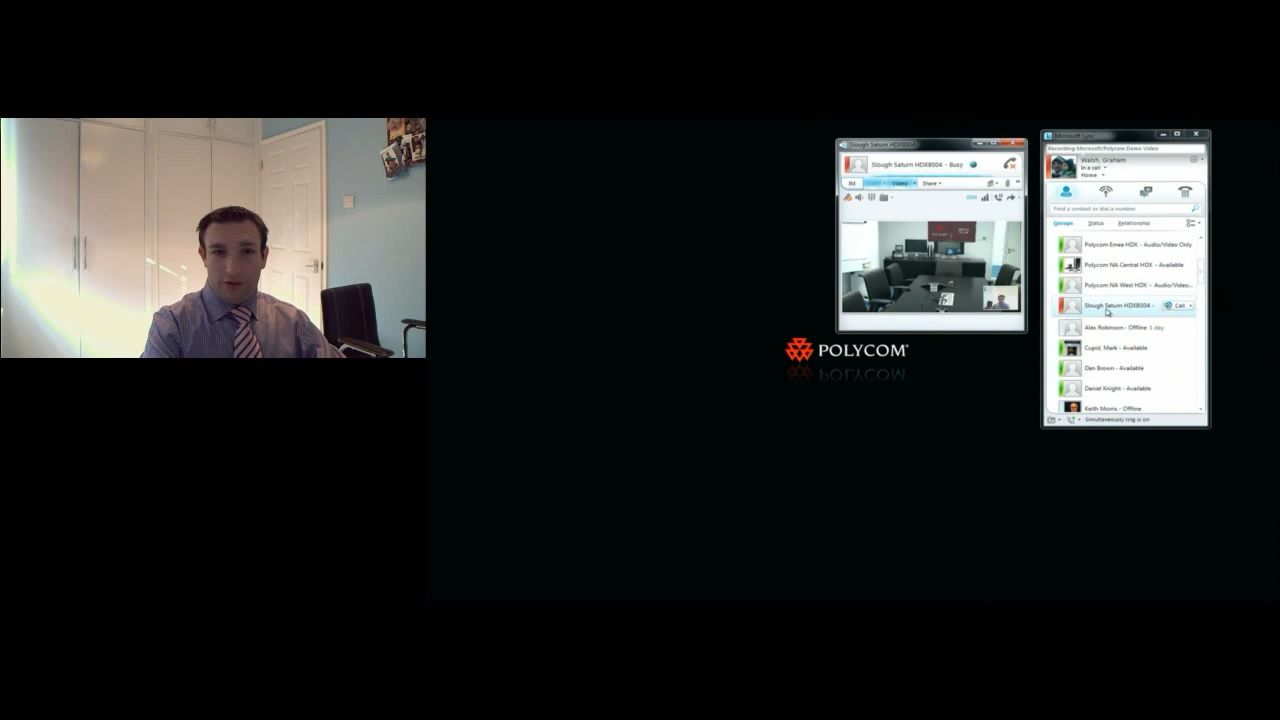 Slough Saturn HDX8004
Slough Saturn HDX8004 - Busy
IM
Video
Share
0:04
POLYCOM
POLYCOM
Microsoft Lync
Recording Microsoft/Polycom Demo Video
Walsh, Graham
In a call
Home
Find a contact or dial a number
Groups Status Relationship
Polycom Emea HDX - Audio/Video Only
Polycom NA Central HDX - Available
Polycom NA West HDX - Audio/Video...
Slough Saturn HDX8004 - Call
Alex Robinson - Offline 1 day
Cupid, Mark - Available
Dan Brown - Available
Daniel Knight - Available
Keith Morris - Offline
Simultaneously ring is on